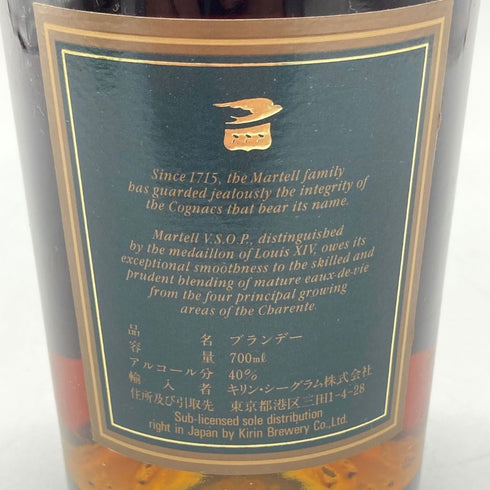 Since 1715, the Martell family
has guarded jealously the integrity of
the Cognacs that bear its name.
Martell V.S.O.P., distinguished
by the medaillon of Louis XIV, owes its
exceptional smoothness to the skilled and
prudent blending of mature eaux-de-vie
from the four principal growing
areas of the Charente.
品名 ブランデー
容量 700ml
アルコール分 40%
輸入者 キリン・シーグラム株式会社
住所及び引取先 東京都港区三田1-4-28
Sub-licensed sole distribution
right in Japan by Kirin Brewery Co., Ltd.